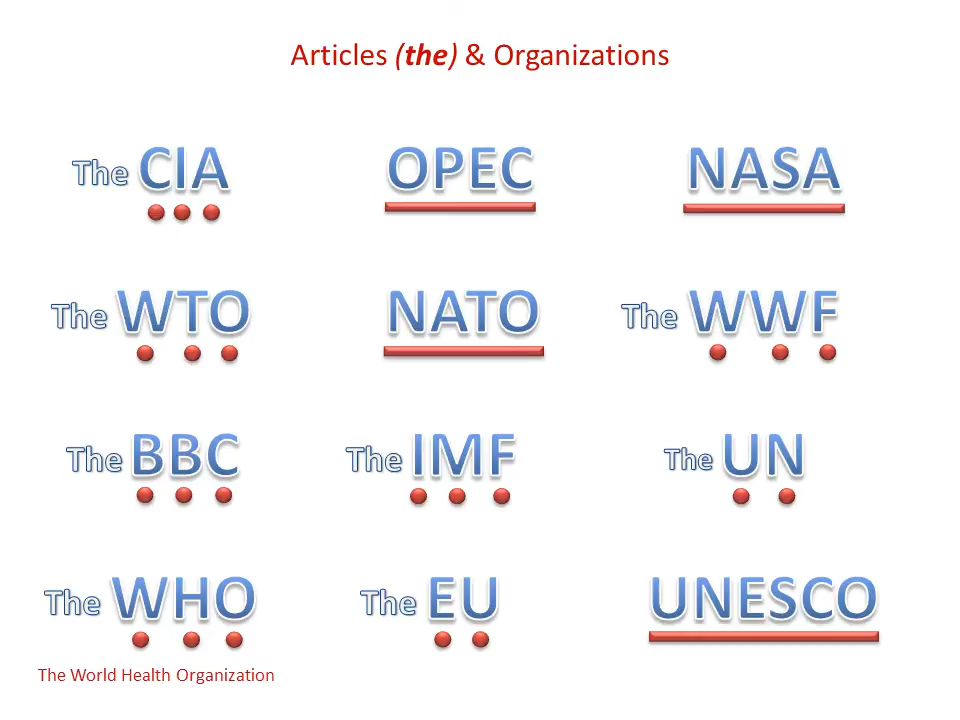 Articles (the) & Organizations
The CIA OPEC NASA
The WTO NATO The WWF
The BBC The IMF The UN
The WHO The EU UNESCO
The World Health Organization